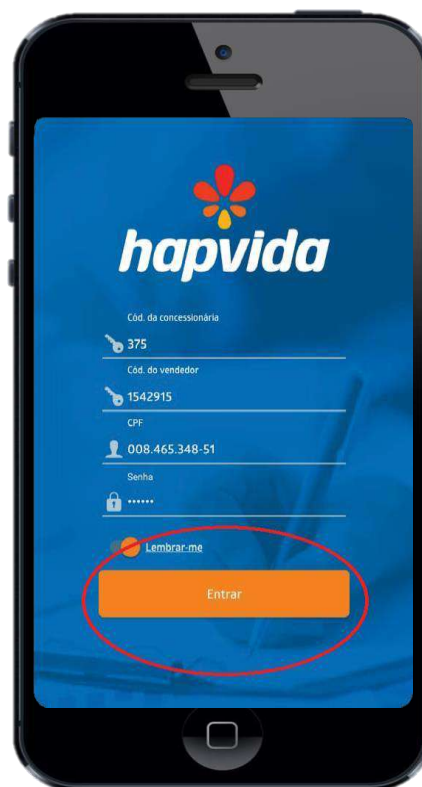 hapvida
Cód. da concessionária
375
Cód. do vendedor
1542915
CPF
008.465.348-51
Senha
••••••
Lembrar-me
Entrar